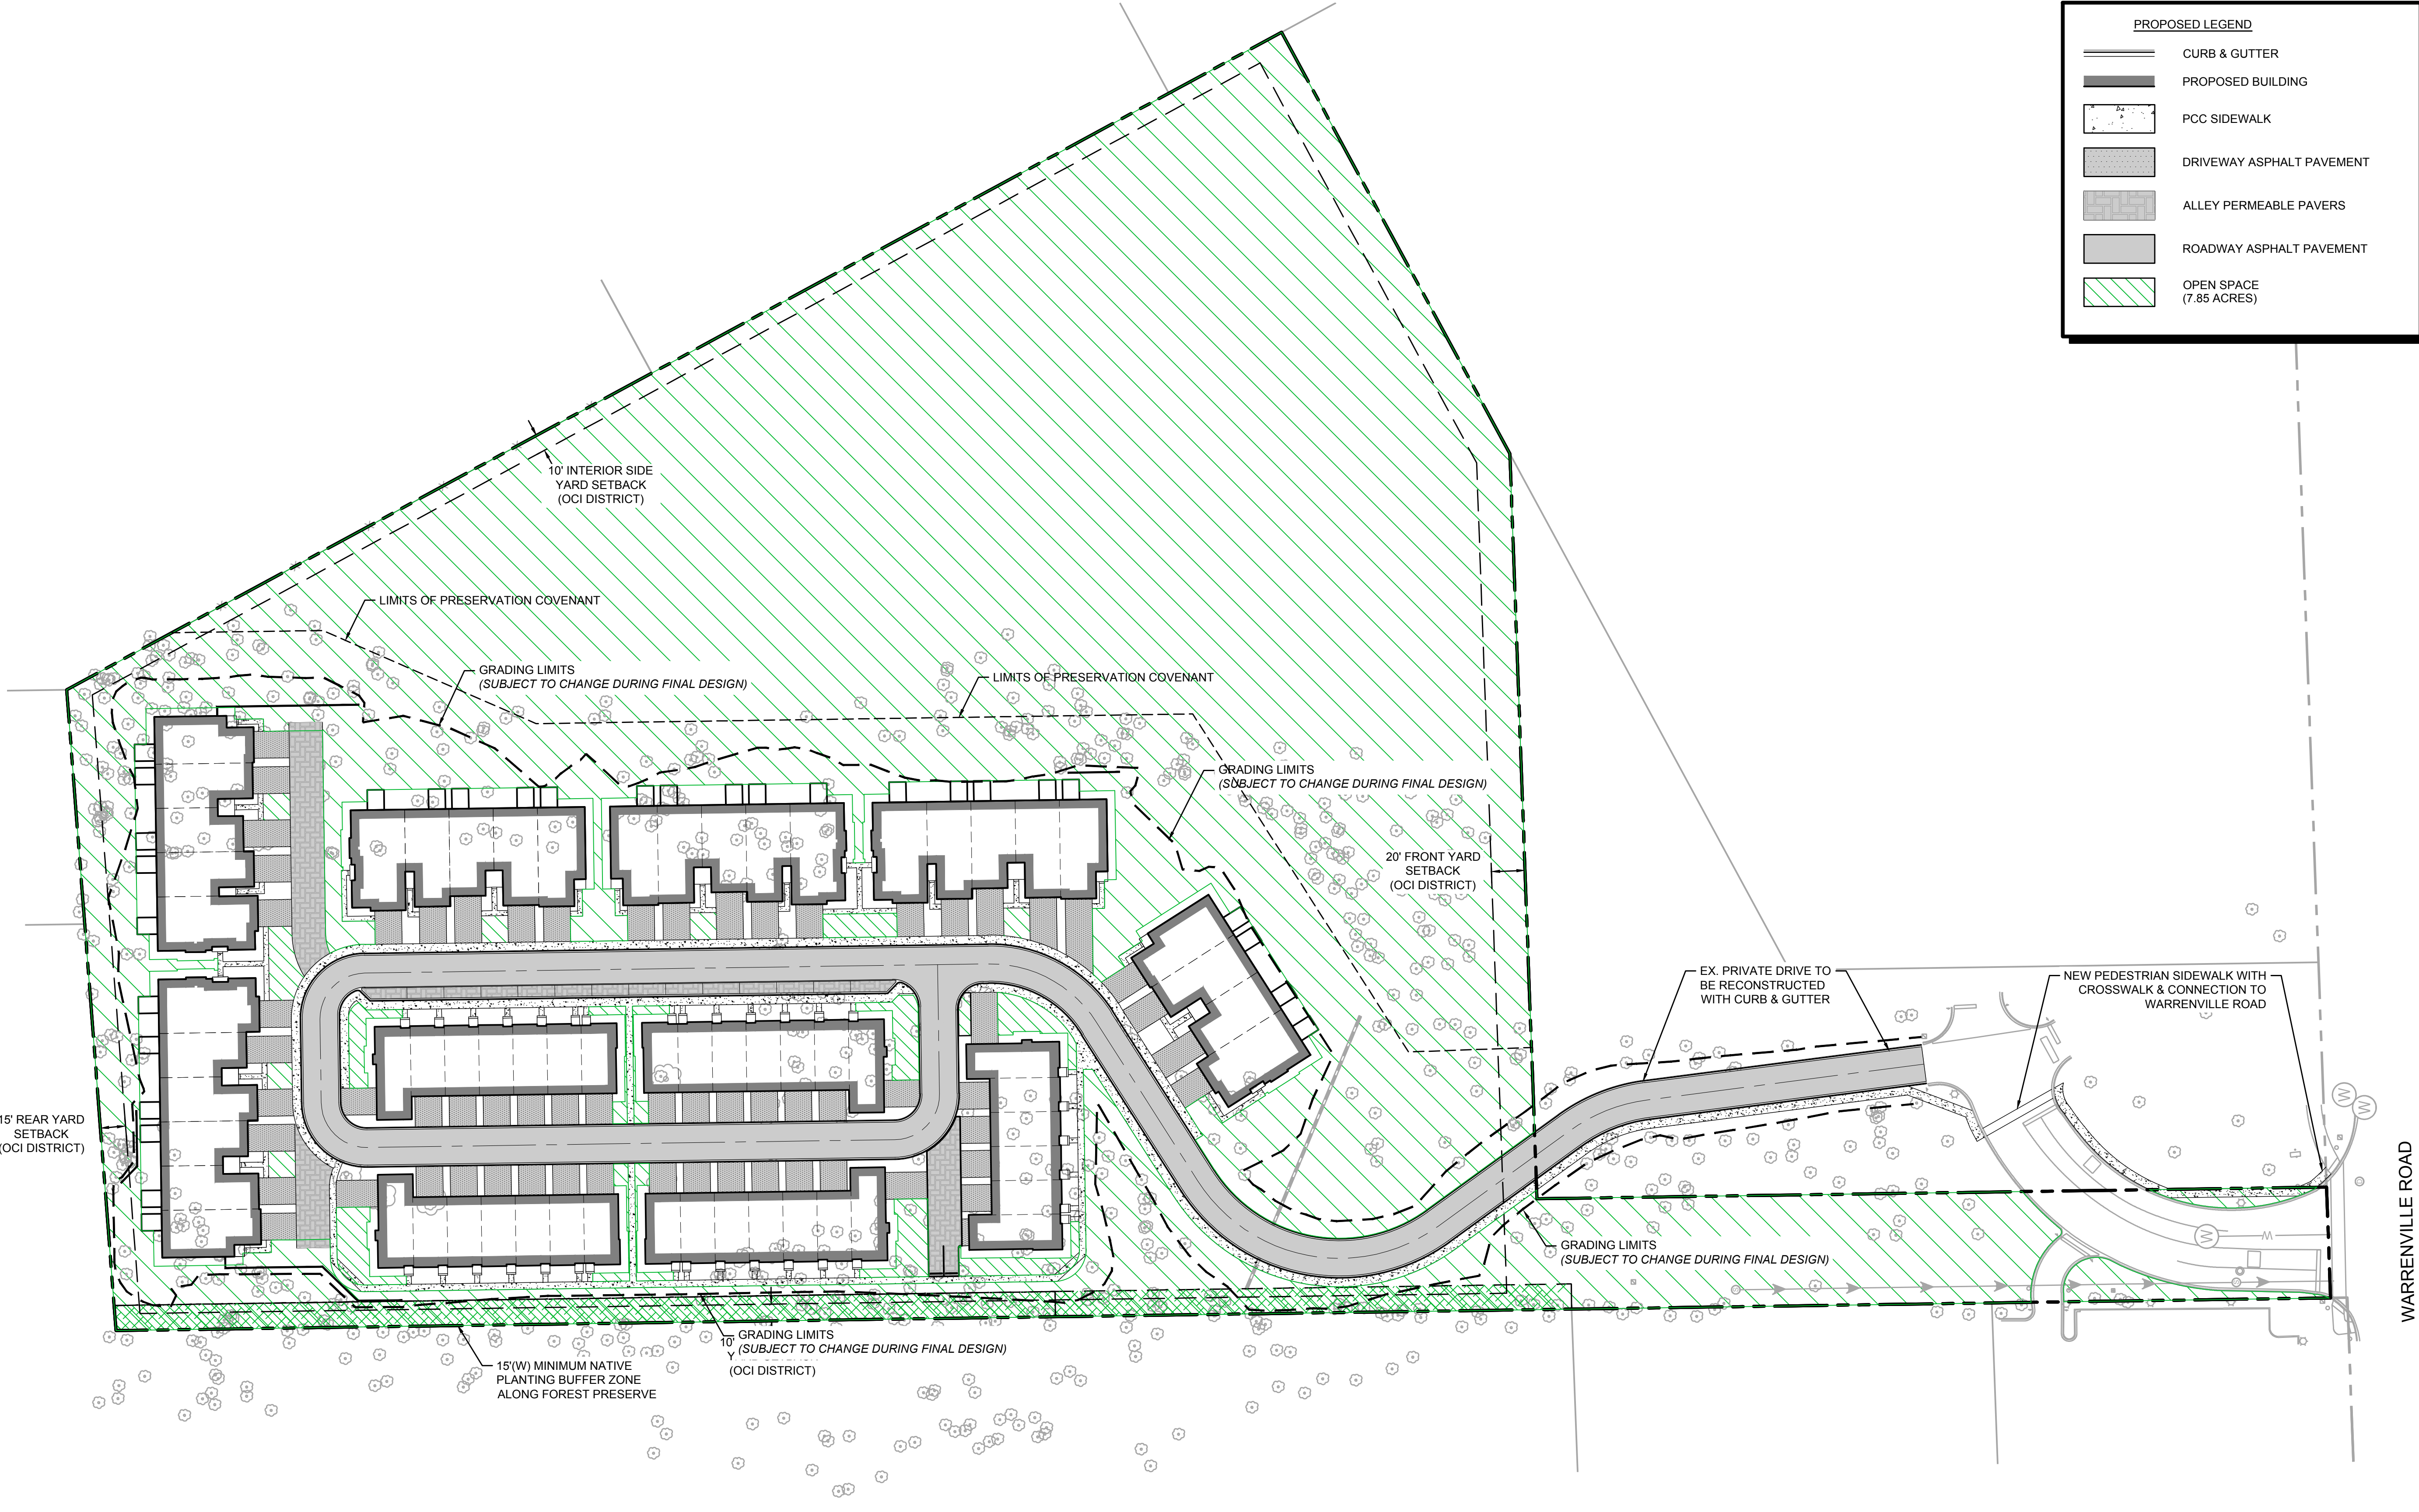 PROPOSED LEGEND
CURB & GUTTER
PROPOSED BUILDING
PCC SIDEWALK
DRIVEWAY ASPHALT PAVEMENT
ALLEY PERMEABLE PAVERS
ROADWAY ASPHALT PAVEMENT
OPEN SPACE
(7.85 ACRES)
10' INTERIOR SIDE
YARD SETBACK
(OCI DISTRICT)
LIMITS OF PRESERVATION COVENANT
GRADING LIMITS
(SUBJECT TO CHANGE DURING FINAL DESIGN)
LIMITS OF PRESERVATION COVENANT
GRADING LIMITS
(SUBJECT TO CHANGE DURING FINAL DESIGN)
20' FRONT YARD
SETBACK
(OCI DISTRICT)
EX. PRIVATE DRIVE TO
BE RECONSTRUCTED
WITH CURB & GUTTER
NEW PEDESTRIAN SIDEWALK WITH
CROSSWALK & CONNECTION TO
WARRENVILLE ROAD
15' REAR YARD
SETBACK
(OCI DISTRICT)
WARRENVILLE ROAD
W
W
W
M
GRADING LIMITS
(SUBJECT TO CHANGE DURING FINAL DESIGN)
GRADING LIMITS
10' (SUBJECT TO CHANGE DURING FINAL DESIGN)
(OCI DISTRICT)
15'(W) MINIMUM NATIVE
PLANTING BUFFER ZONE
ALONG FOREST PRESERVE